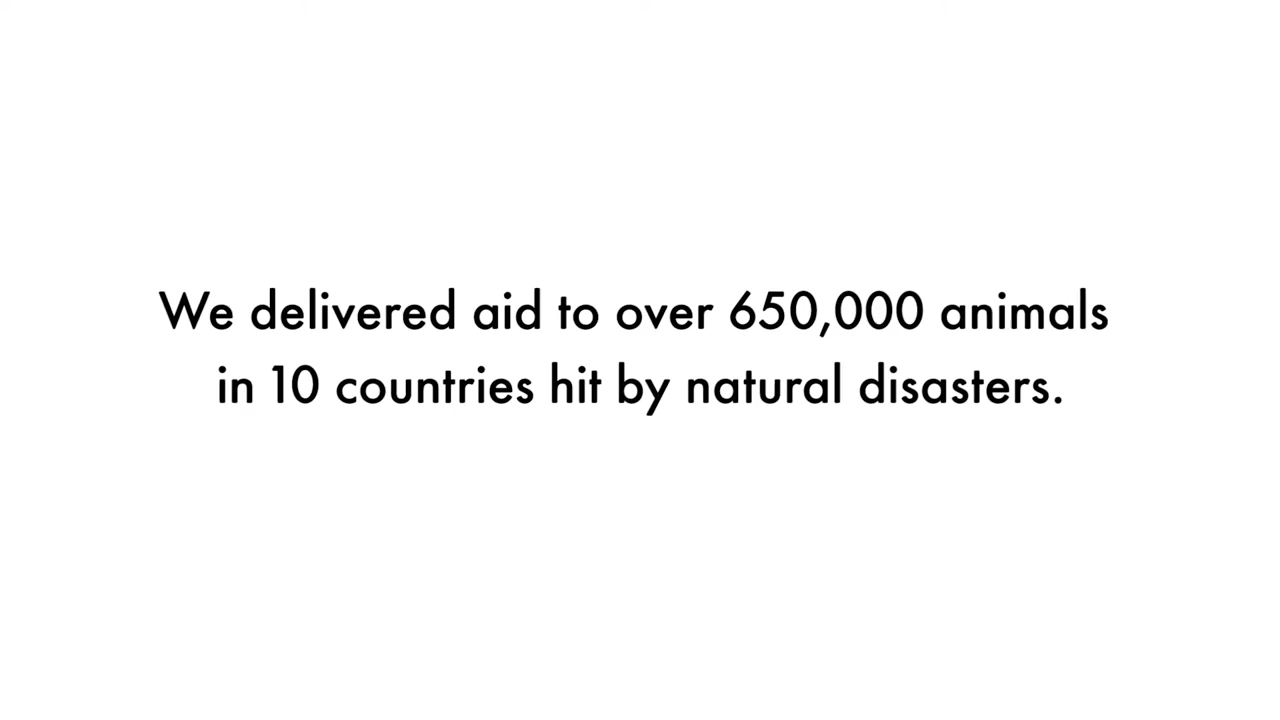 We delivered aid to over 650,000 animals
in 10 countries hit by natural disasters.